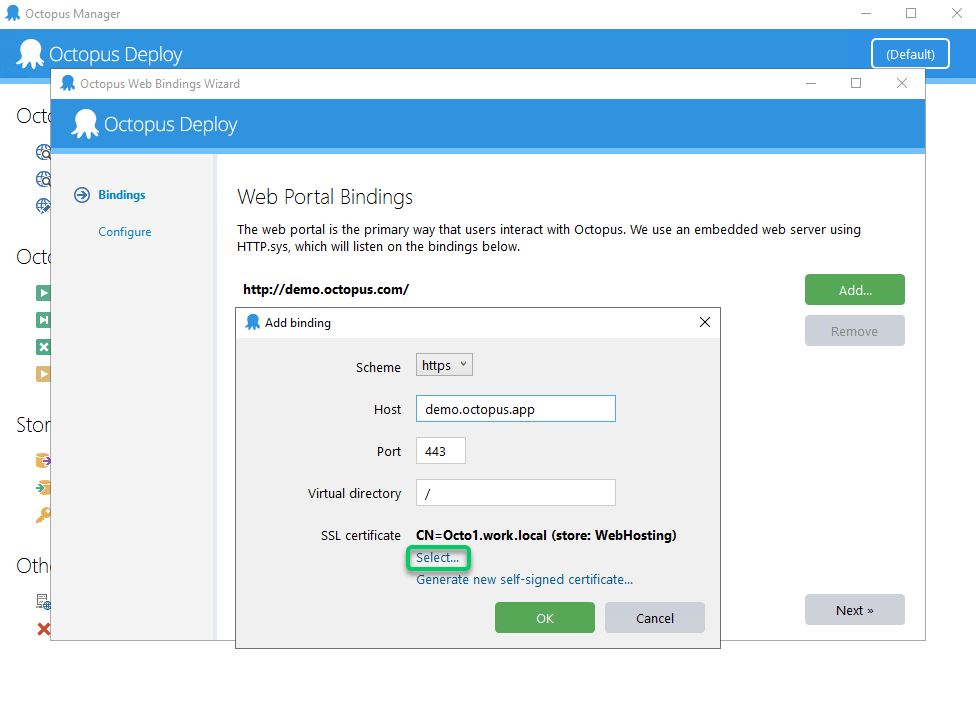 Octopus Manager
Octopus Deploy
(Default)
Octopus Web Bindings Wizard
Octopus Deploy
Bindings
Configure
Web Portal Bindings
The web portal is the primary way that users interact with Octopus. We use an embedded web server using
HTTP.sys, which will listen on the bindings below.
http://demo.octopus.com/
Add...
Remove
Add binding
Scheme https
Host demo.octopus.app
Port 443
Virtual directory /
SSL certificate CN=Octo1.work.local (store: WebHosting)
Select...
Generate new self-signed certificate...
OK Cancel
Next »